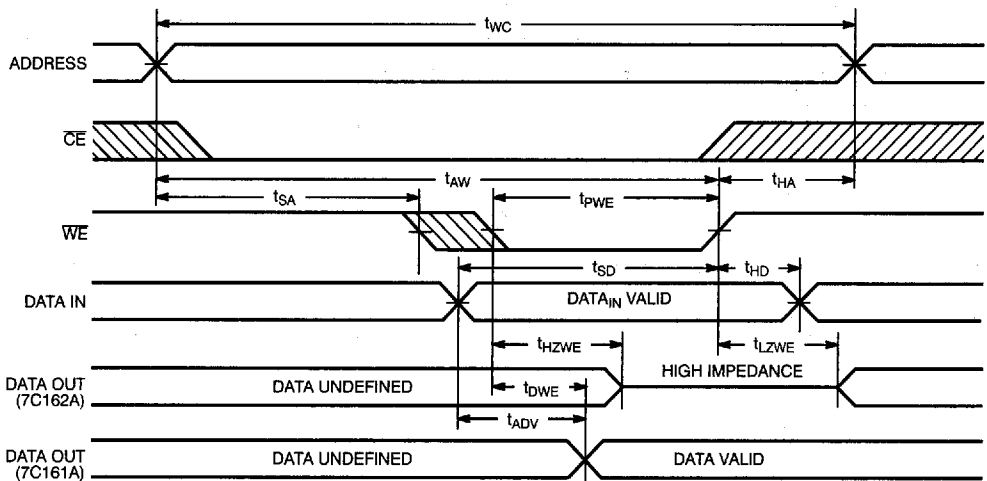 tWC
ADDRESS
CE
tAW
tHA
tSA
tPWE
WE
tSD
tHD
DATA IN
DATAIN VALID
tHZWE
tLZWE
HIGH IMPEDANCE
DATA OUT
(7C162A)
DATA UNDEFINED
tDWE
tADV
DATA OUT
(7C161A)
DATA UNDEFINED
DATA VALID